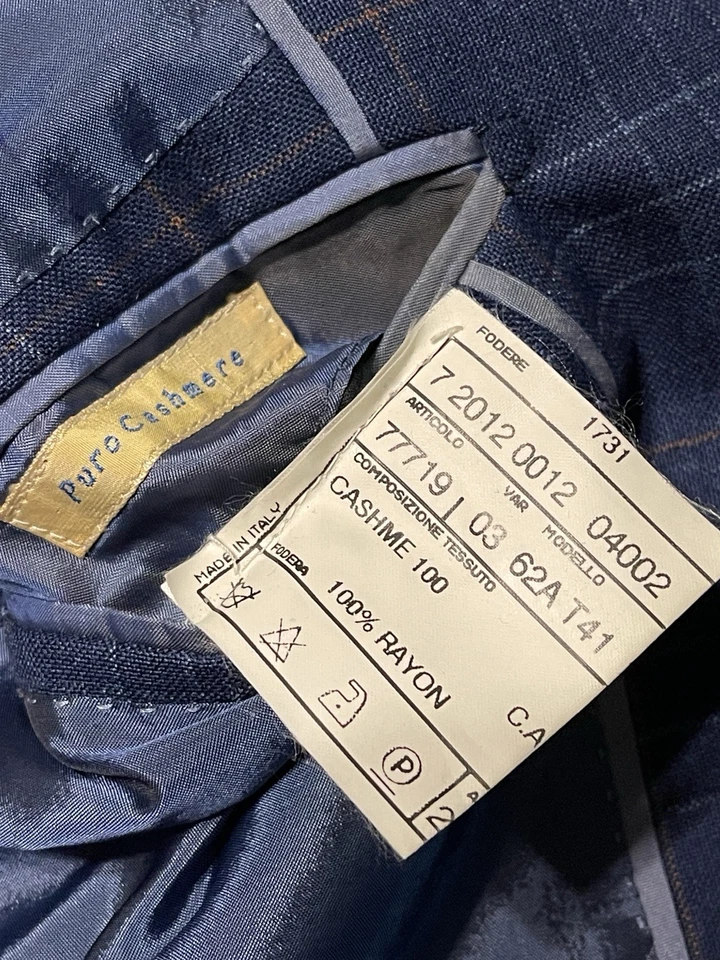 Puro Cashmere
FODERE
1731
7 2012 0012 04002
ARTICOLO VAR MODELLO
77719 03 62A T41
COMPOSIZIONE TESSUTO
CASHME 100
MADE IN ITALY
FODERA
100% RAYON
C.A
P
2